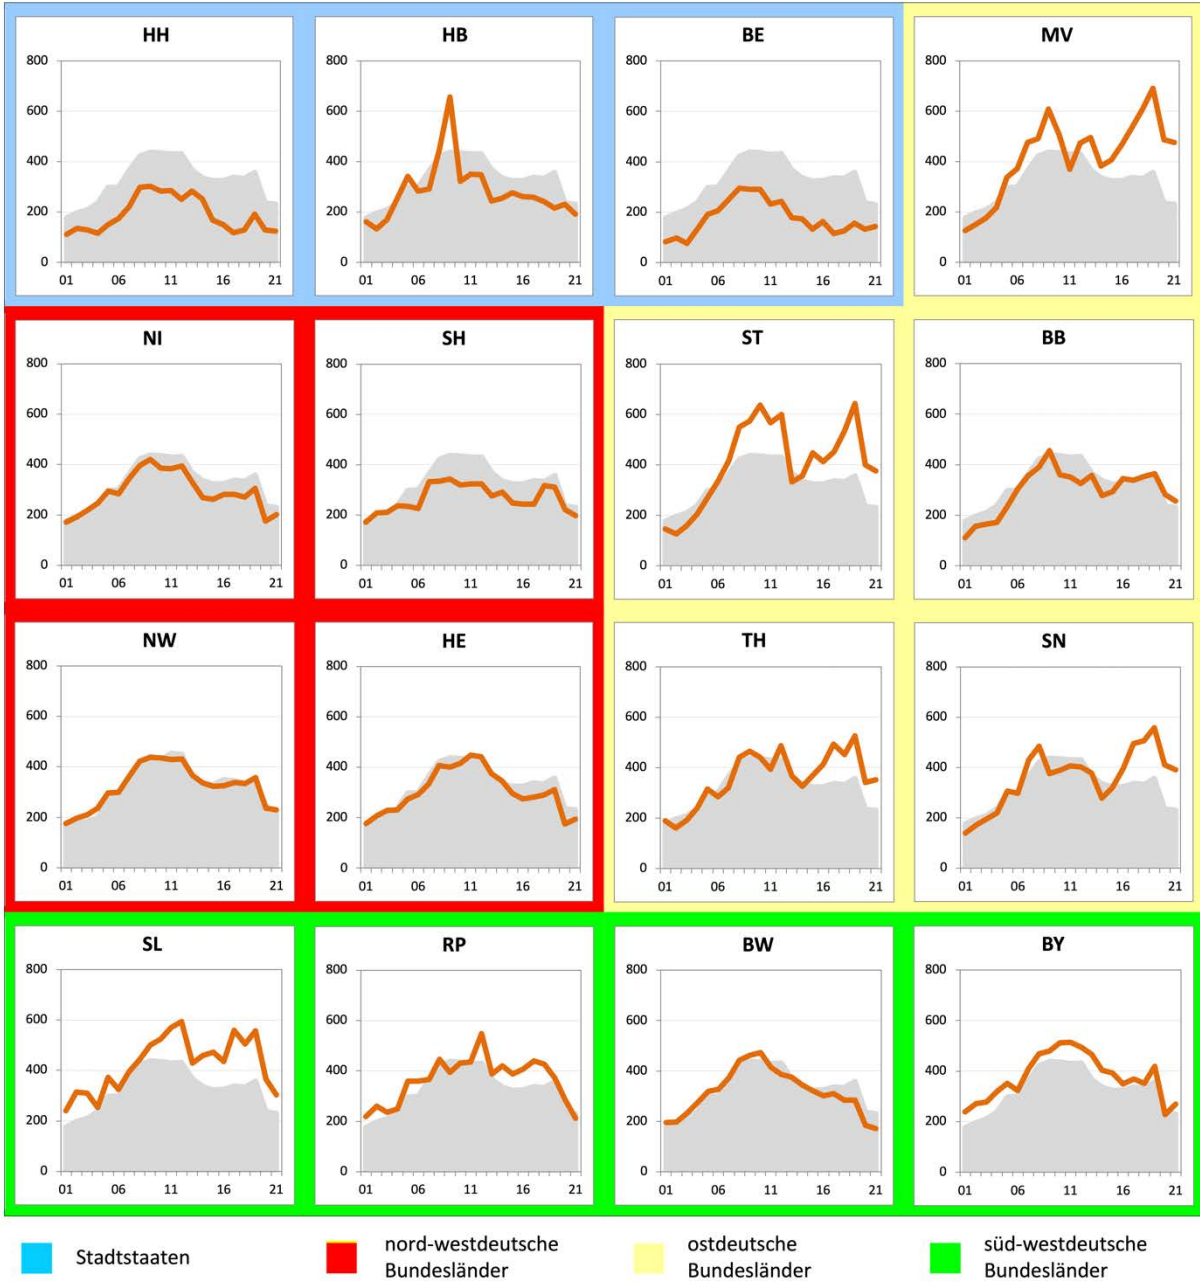 HH HB BE MV
800 800 800 800
600 600 600 600
400 400 400 400
200 200 200 200
0 0 0 0
01 06 11 16 21 01 06 11 16 21 01 06 11 16 21 01 06 11 16 21
NI SH ST BB
800 800 800 800
600 600 600 600
400 400 400 400
200 200 200 200
0 0 0 0
01 06 11 16 21 01 06 11 16 21 01 06 11 16 21 01 06 11 16 21
NW HE TH SN
800 800 800 800
600 600 600 600
400 400 400 400
200 200 200 200
0 0 0 0
01 06 11 16 21 01 06 11 16 21 01 06 11 16 21 01 06 11 16 21
SL RP BW BY
800 800 800 800
600 600 600 600
400 400 400 400
200 200 200 200
0 0 0 0
01 06 11 16 21 01 06 11 16 21 01 06 11 16 21 01 06 11 16 21
Stadtstaaten
nord-westdeutsche
Bundesländer
ostdeutsche
Bundesländer
süd-westdeutsche
Bundesländer